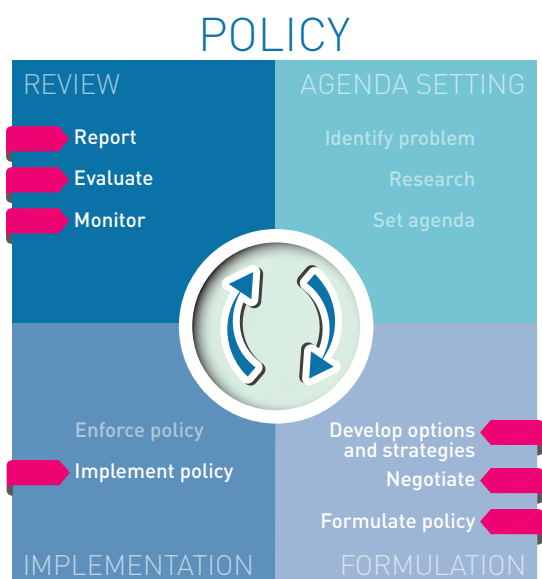 POLICY
REVIEW
Report
Evaluate
Monitor
AGENDA SETTING
Identify problem
Research
Set agenda
Enforce policy
Implement policy
IMPLEMENTATION
Develop options
and strategies
Negotiate
Formulate policy
FORMULATION